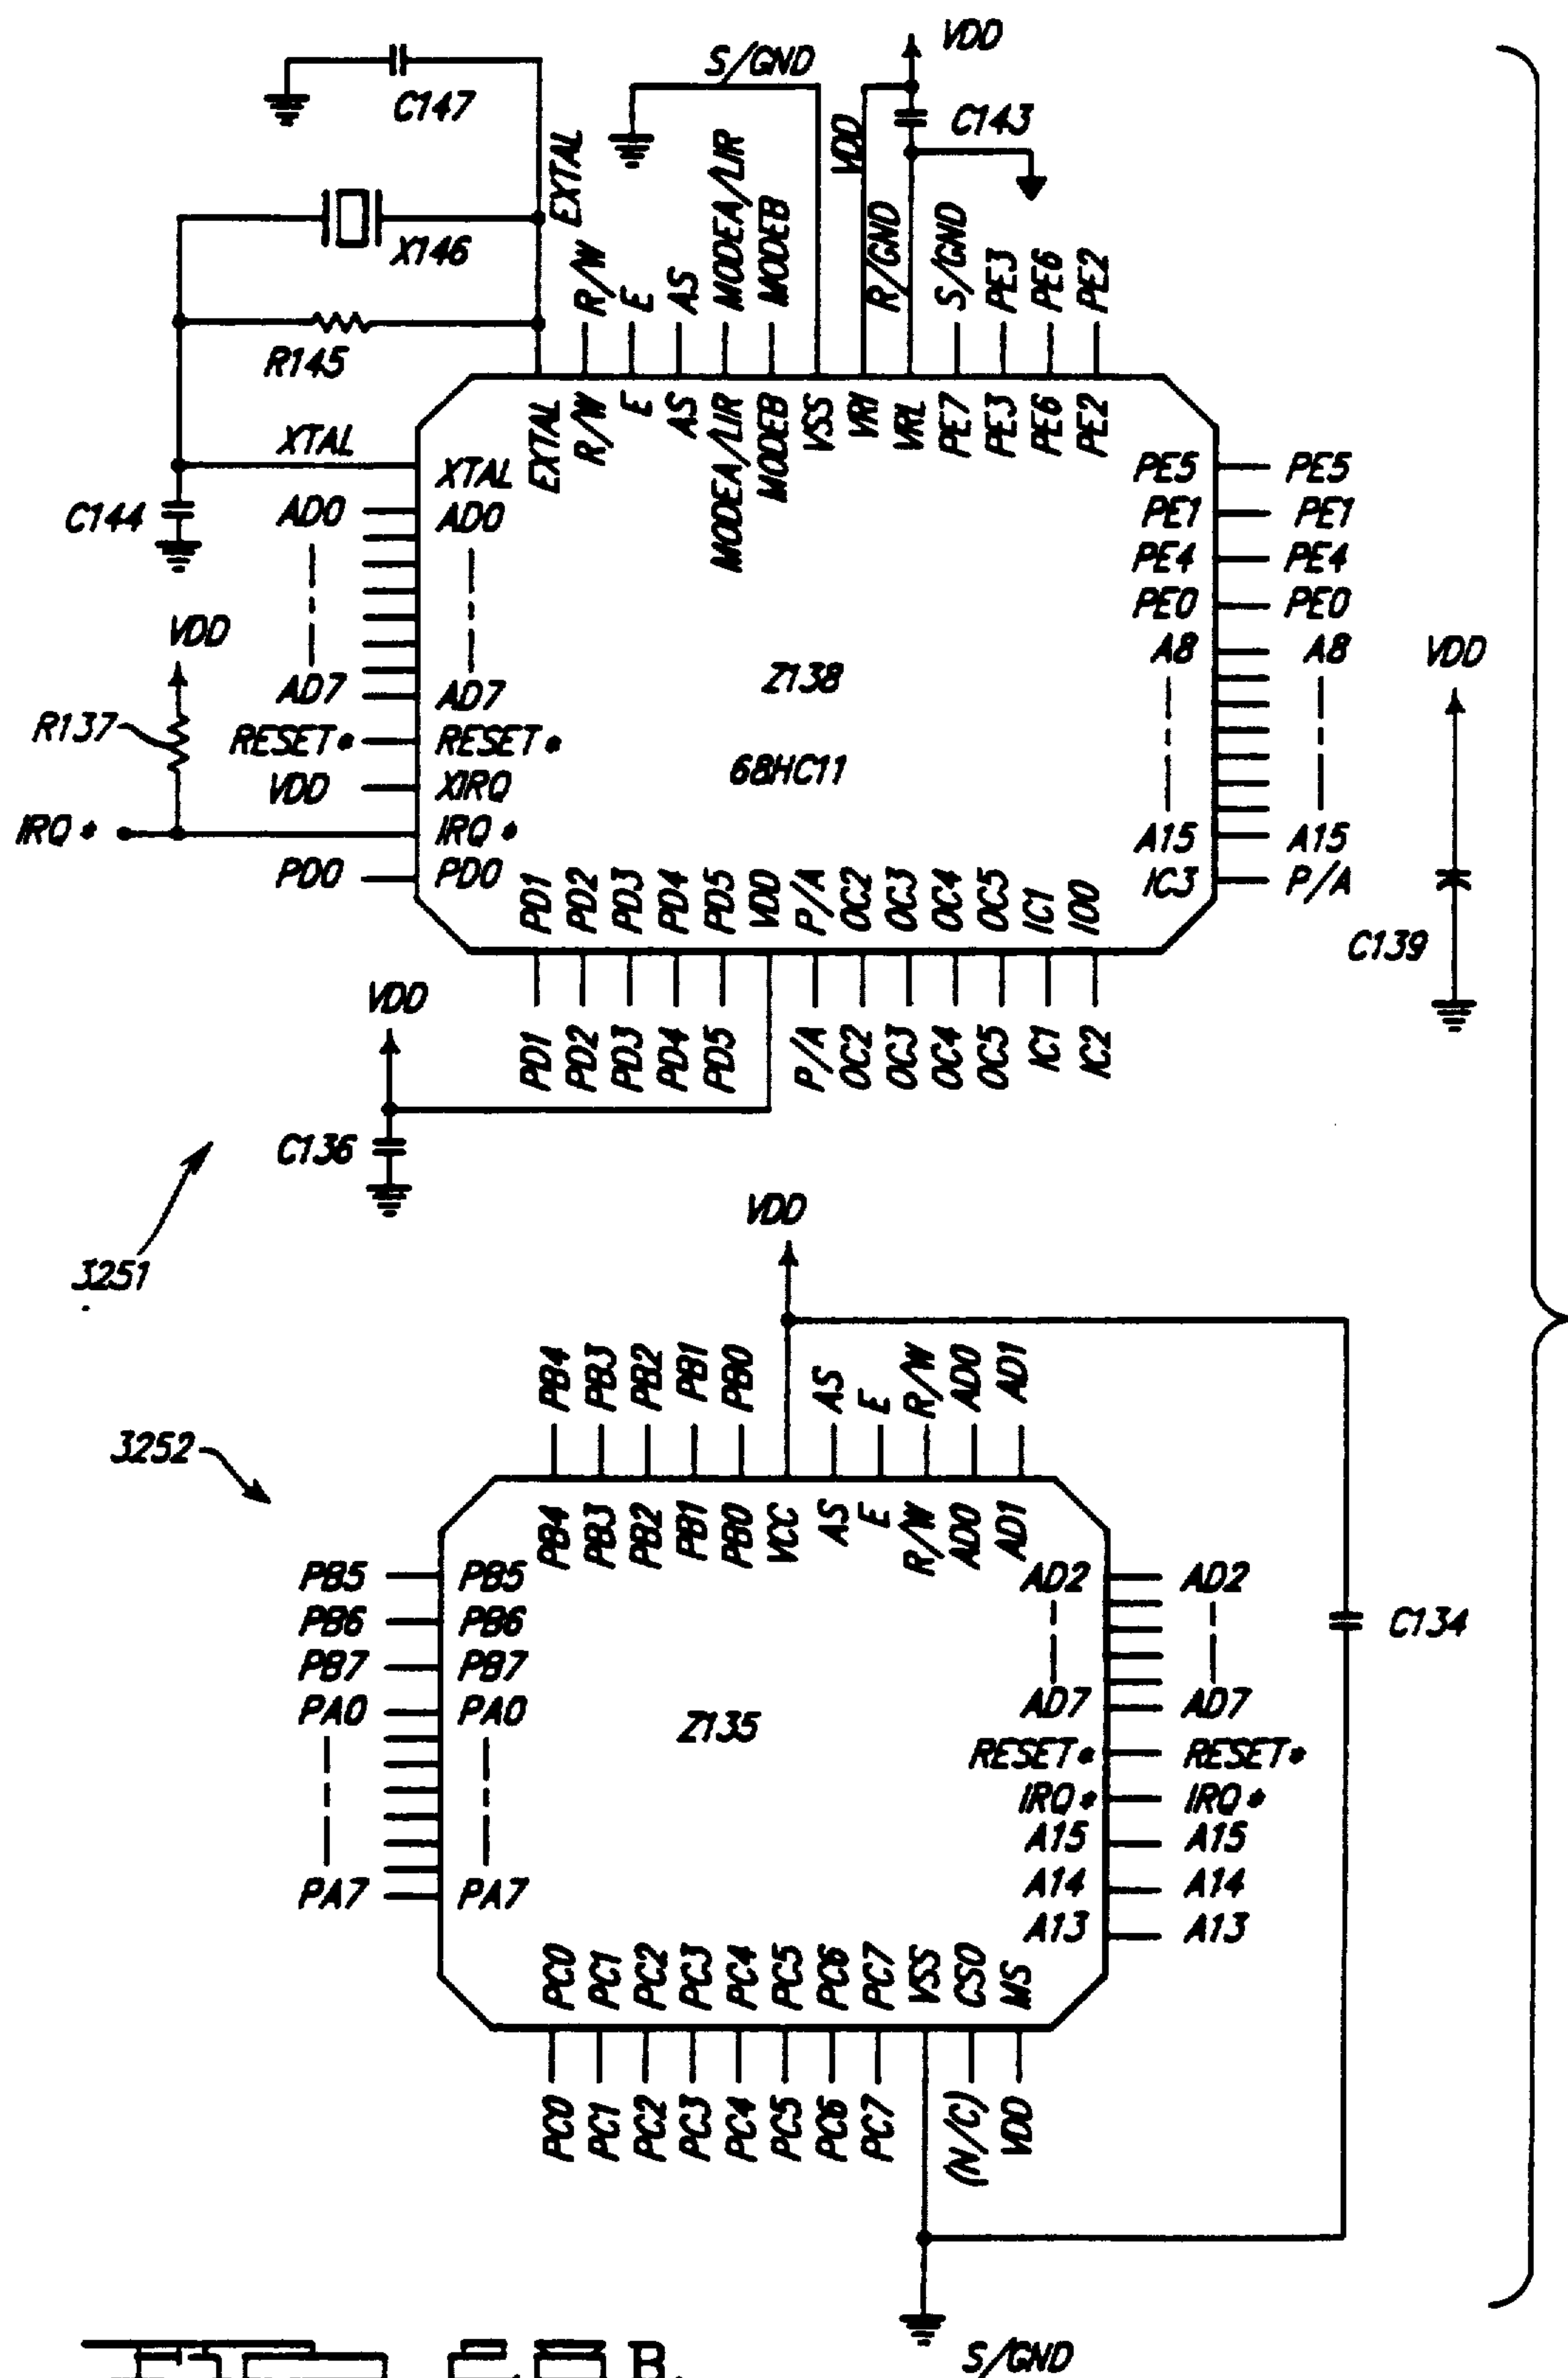 VDD
S/GND
C147
C143
VDD
EXTAL
R/W
E
AS
MODEA/LIR
MODEB
R/GND
S/GND
PE3
PE6
PE2
X146
R145
XTAL
XTAL
EXTAL
R/W
E
AS
MODEA/LIR
MODEB
VSS
VRL
PE7
PE3
PE6
PE2
PE5 PE5
PE1 PE1
PE4 PE4
PE0 PE0
C144
AD0 AD0
A8 A8
VDD
VDD
Z138
AD7 AD7
R137
RESET* RESET*
68HC11
VDD XIRQ
IRQ* IRQ*
A15 A15
PD0 PD0
IC3 P/A
PD1
PD2
PD3
PD4
PD5
VDD
P/A
OC2
OC3
OC4
OC5
IC1
C139
VDD
PD1
PD2
PD3
PD4
PD5
P/A
OC2
OC3
OC4
OC5
IC1
IC2
C136
3251
VDD
3252
PB4
PB3
PB2
PB1
PB0
AS
E
R/W
AD0
AD1
PB4
PB3
PB2
PB1
PB0
VCC
AS
E
R/W
AD0
AD1
PB5 PB5
AD2 AD2
PB6 PB6
C134
PB7 PB7
PA0 PA0
AD7 AD7
Z135
RESET* RESET*
IRQ* IRQ*
A15 A15
PA7 PA7
A14 A14
A13 A13
PC0
PC1
PC2
PC3
PC4
PC5
PC6
PC7
VSS
CS0
MS
PC0
PC1
PC2
PC3
PC4
PC5
PC6
PC7
(N/C)
VDD
S/GND